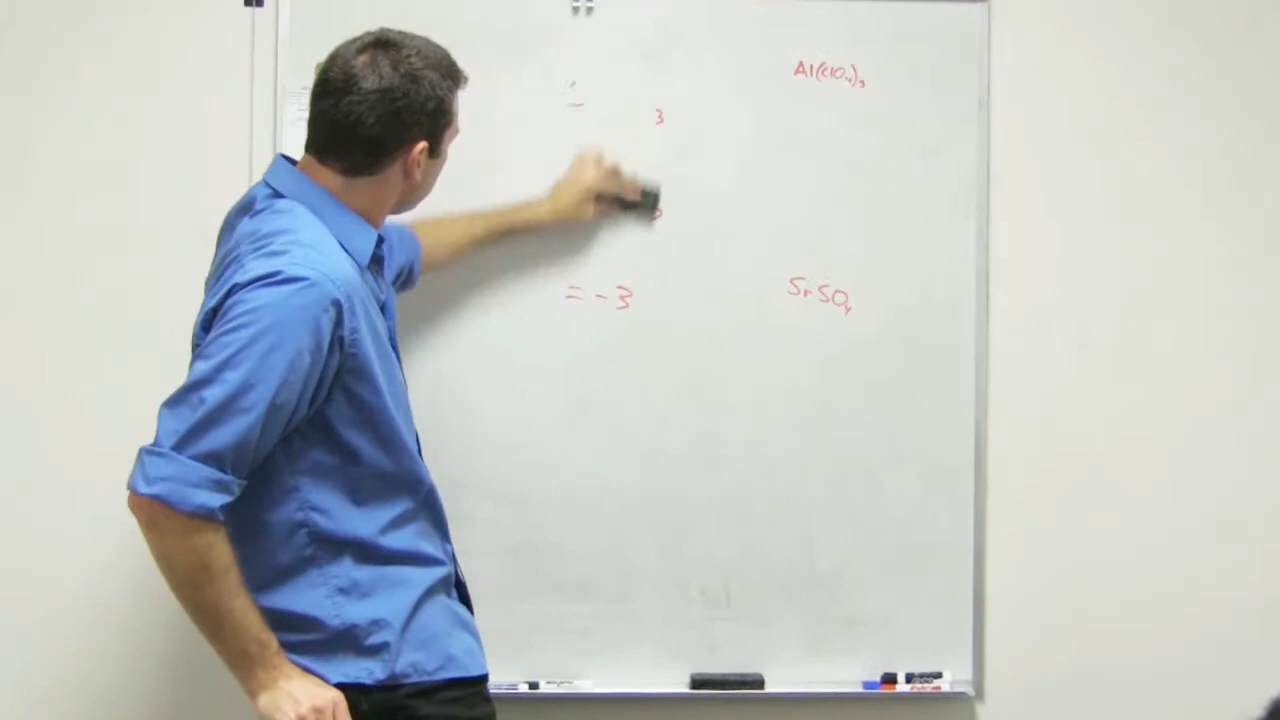 Al(ClO₄)₃
3
= -3
SrSO₄